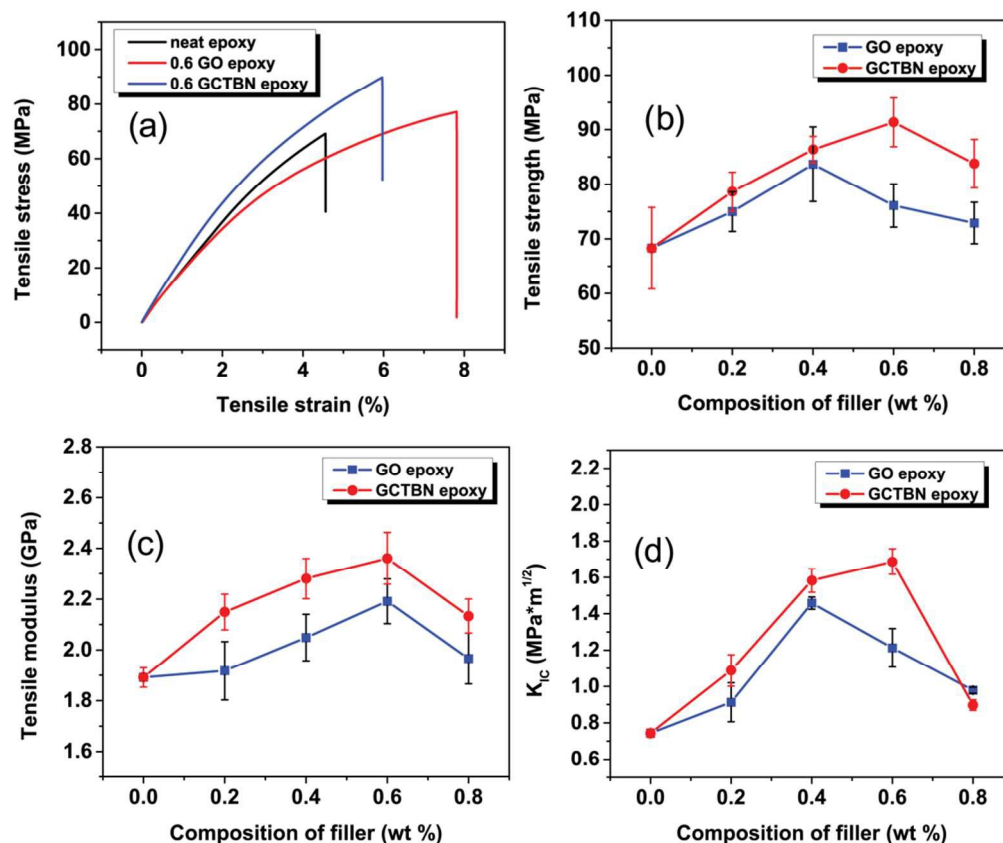 neat epoxy
0.6 GO epoxy
0.6 GCTBN epoxy
(a)
100
80
60
40
20
0
Tensile stress (MPa)
0 2 4 6 8
Tensile strain (%)
GO epoxy
GCTBN epoxy
(b)
110
100
90
80
70
60
50
Tensile strength (MPa)
0.0 0.2 0.4 0.6 0.8
Composition of filler (wt %)
GO epoxy
GCTBN epoxy
(c)
2.8
2.6
2.4
2.2
2.0
1.8
1.6
Tensile modulus (GPa)
0.0 0.2 0.4 0.6 0.8
Composition of filler (wt %)
GO epoxy
GCTBN epoxy
(d)
2.2
2.0
1.8
1.6
1.4
1.2
1.0
0.8
0.6
K_IC (MPa*m^1/2)
0.0 0.2 0.4 0.6 0.8
Composition of filler (wt %)